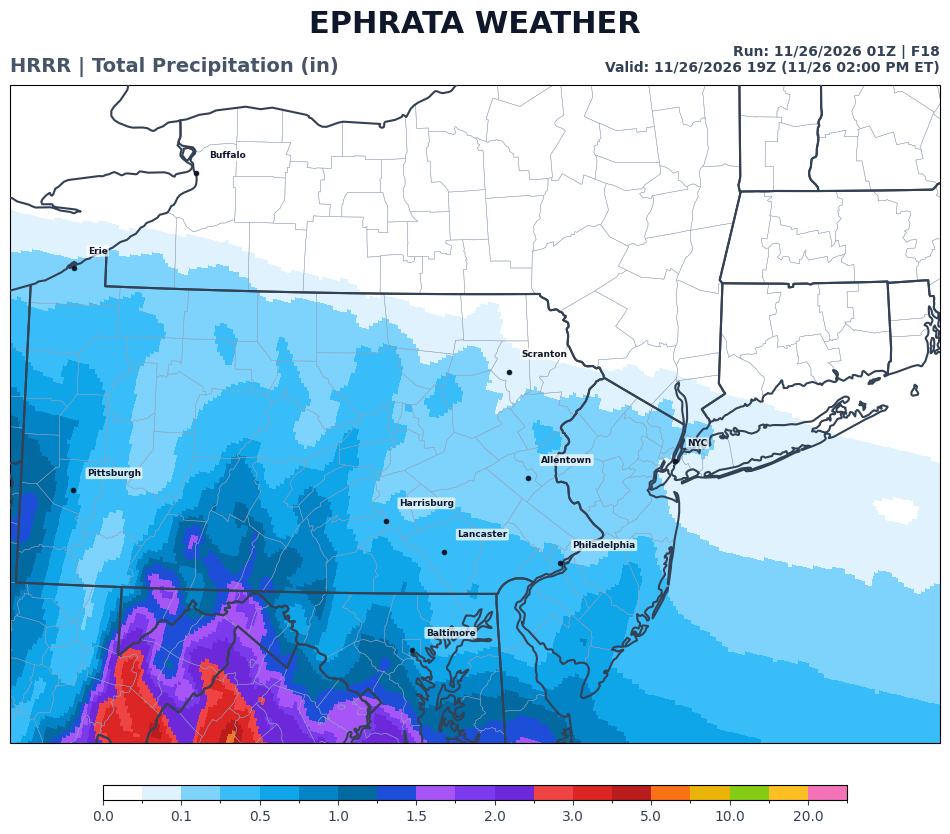 EPHRATA WEATHER
HRRR | Total Precipitation (in)
Run: 11/26/2026 01Z | F18
Valid: 11/26/2026 19Z (11/26 02:00 PM ET)
Buffalo
Erie
Scranton
NYC
Allentown
Pittsburgh
Harrisburg
Lancaster
Philadelphia
Baltimore
0.0 0.1 0.5 1.0 1.5 2.0 3.0 5.0 10.0 20.0